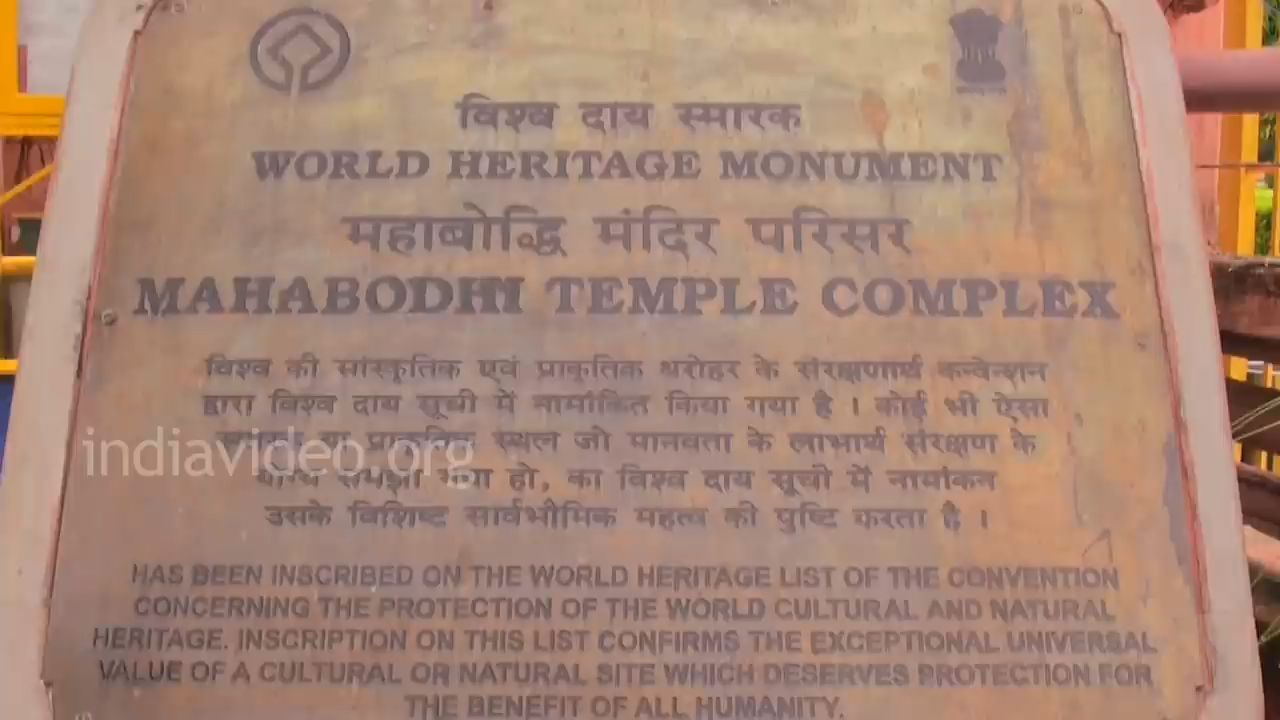 विश्व दाय स्मारक
WORLD HERITAGE MONUMENT
महाबोद्धि मंदिर परिसर
MAHABODHI TEMPLE COMPLEX
विश्व की सांस्कृतिक एवं प्राकृतिक धरोहर के संरक्षणार्थ कन्वेन्शन
द्वारा विश्व दाय सूची में नामांकित किया गया है । कोई भी ऐसा
स्मारक या प्राकृतिक स्थल जो मानवता के लाभार्थ संरक्षण के
योग्य समझा गया हो, का विश्व दाय सूची में नामांकन
उसके विशिष्ट सार्वभौमिक महत्व की पुष्टि करता है ।
HAS BEEN INSCRIBED ON THE WORLD HERITAGE LIST OF THE CONVENTION
CONCERNING THE PROTECTION OF THE WORLD CULTURAL AND NATURAL
HERITAGE. INSCRIPTION ON THIS LIST CONFIRMS THE EXCEPTIONAL UNIVERSAL
VALUE OF A CULTURAL OR NATURAL SITE WHICH DESERVES PROTECTION FOR
THE BENEFIT OF ALL HUMANITY.
indiavideo.org